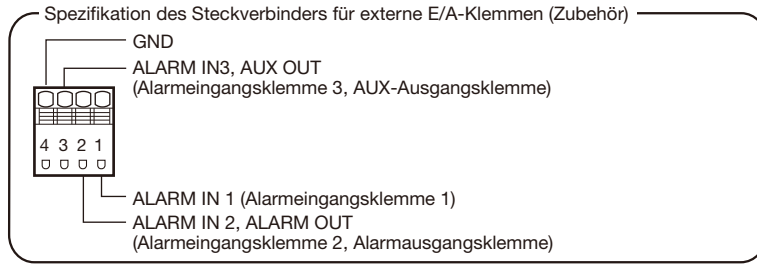 Spezifikation des Steckverbinders für externe E/A-Klemmen (Zubehör)
GND
ALARM IN3, AUX OUT
(Alarmeingangsklemme 3, AUX-Ausgangsklemme)
4 3 2 1
ALARM IN 1 (Alarmeingangsklemme 1)
ALARM IN 2, ALARM OUT
(Alarmeingangsklemme 2, Alarmausgangsklemme)